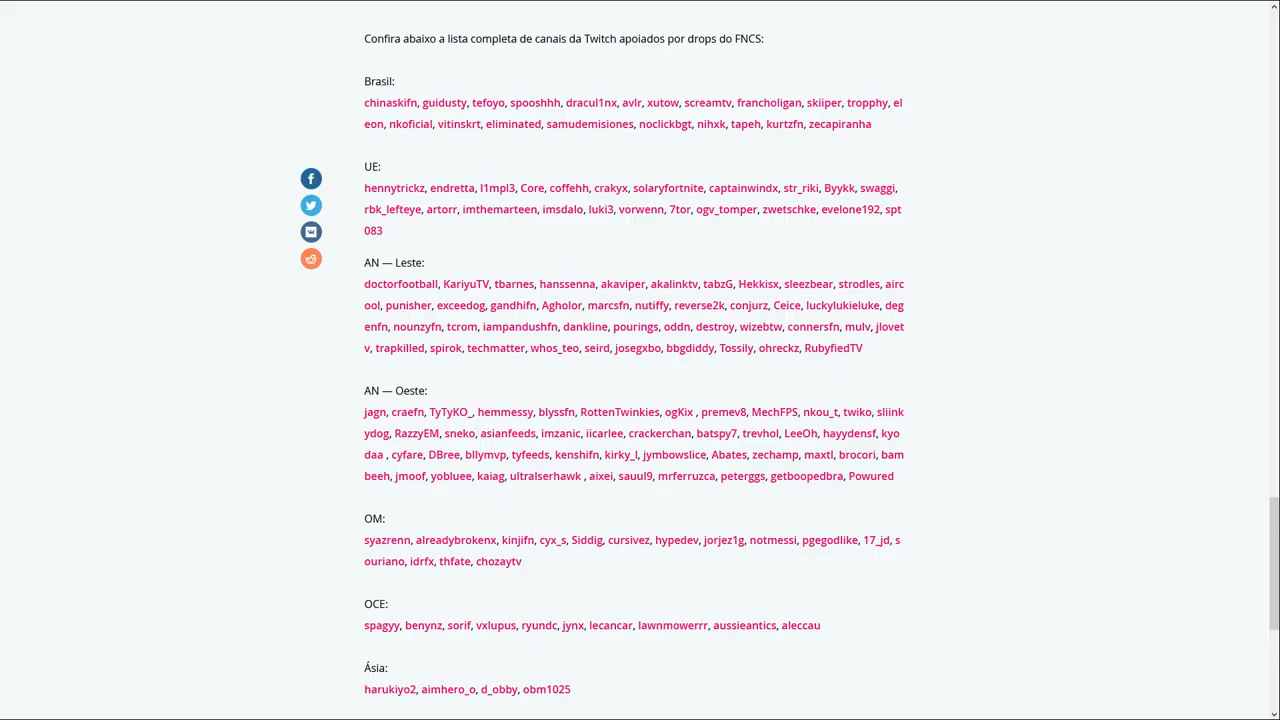 Confira abaixo a lista completa de canais da Twitch apoiados por drops do FNCS:
Brasil:
chinaskifn, guidusty, tefoyo, spooshhh, dracul1nx, avlr, xutow, screamtv, francholigan, skiiper, tropphy, el
eon, nkoficial, vitinskrt, eliminated, samudemisiones, noclickbgt, nihxk, tapeh, kurtzfn, zecapiranha
UE:
hennytrickz, endretta, l1mpl3, Core, coffehh, crakyx, solaryfortnite, captainwindx, str_riki, Byykk, swaggi,
rbk_lefteye, artorr, imthemarteen, imsdalo, luki3, vorwenn, 7tor, ogv_tomper, zwetschke, evelone192, spt
083
AN — Leste:
doctorfootball, KariyuTV, tbarnes, hanssenna, akaviper, akalinktv, tabzG, Hekkisx, sleezbear, strodles, airc
ool, punisher, exceedog, gandhifn, Agholor, marcsfn, nutiffy, reverse2k, conjurz, Ceice, luckylukieluke, deg
enfn, nounzyfn, tcrom, iampandushfn, dankline, pourings, oddn, destroy, wizebtw, connersfn, mulv, jlovet
v, trapkilled, spirok, techmatter, whos_teo, seird, josegxbo, bbgdiddy, Tossily, ohreckz, RubyfiedTV
AN — Oeste:
jagn, craefn, TyTyKO_, hemmessy, blyssfn, RottenTwinkies, ogKix , premev8, MechFPS, nkou_t, twiko, sliink
ydog, RazzyEM, sneko, asianfeeds, imzanic, iicarlee, crackerchan, batspy7, trevhol, LeeOh, hayydensf, kyo
daa , cyfare, DBree, bllymvp, tyfeeds, kenshifn, kirky_l, jymbowslice, Abates, zechamp, maxtl, brocori, bam
beeh, jmoof, yobluee, kaiag, ultralserhawk , aixei, sauul9, mrferruzca, peterggs, getboopedbra, Powured
OM:
syazrenn, alreadybrokenx, kinjifn, cyx_s, Siddig, cursivez, hypedev, jorjez1g, notmessi, pgegodlike, 17_jd, s
ouriano, idrfx, thfate, chozaytv
OCE:
spagyy, benynz, sorif, vxlupus, ryundc, jynx, lecancar, lawnmowerrr, aussieantics, aleccau
Ásia:
harukiyo2, aimhero_o, d_obby, obm1025